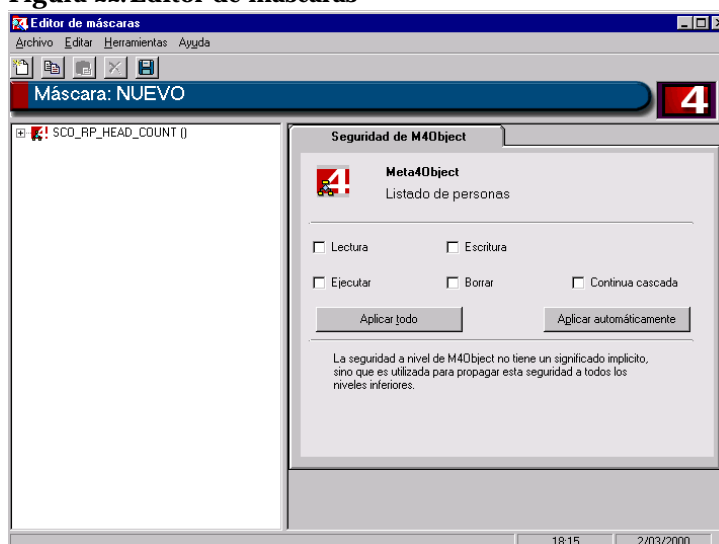 Figura 22. Editor de máscaras
Editor de máscaras
Archivo Editar Herramientas Ayuda
Máscara: NUEVO
4
SCO_RP_HEAD_COUNT ()
Seguridad de M4Object
Meta4Object
Listado de personas
Lectura Escritura
Ejecutar Borrar Continua cascada
Aplicar todo Aplicar automáticamente
La seguridad a nivel de M4Object no tiene un significado implicito,
sino que es utilizada para propagar esta seguridad a todos los
niveles inferiores.
18:15 2/03/2000